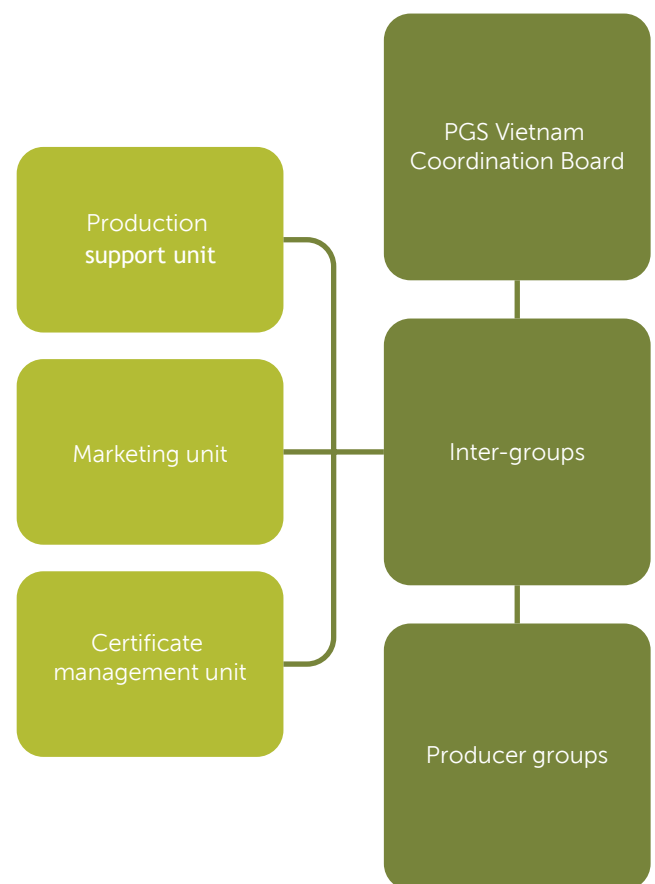 PGS Vietnam
Coordination Board
Production
support unit
Marketing unit
Inter-groups
Certificate
management unit
Producer groups